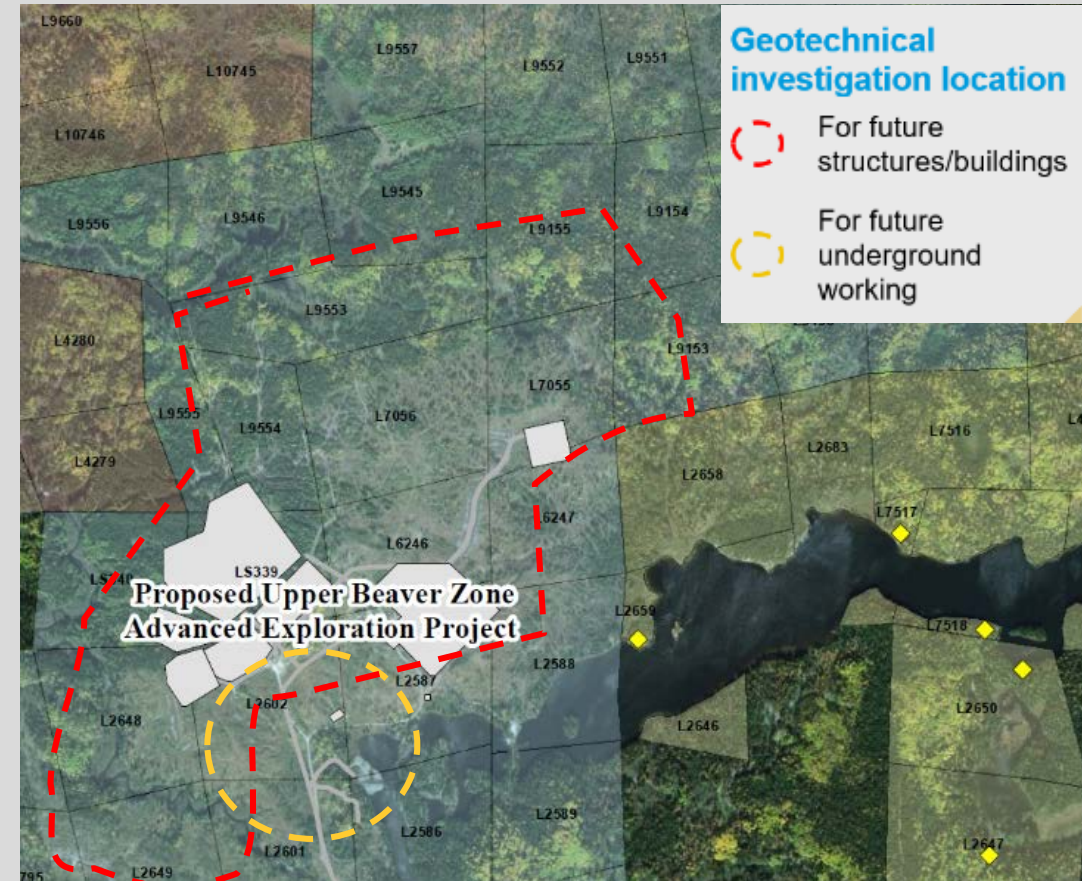 L9660
L10745
L9557
L9552
L9551
Geotechnical
investigation location
For future
structures/buildings
For future
underground
working
L10746
L9556
L9546
L9545
L9155
L9154
L9553
L4280
L9153
L7055
L9555
L9554
L7056
L4279
L2683
L7516
L2658
L7517
L6247
L6246
LS339
Proposed Upper Beaver Zone
Advanced Exploration Project
L2659
L7518
L2588
L2587
L2602
L2648
L2646
L2650
L2589
L2586
L2601
L2647
L2649
795